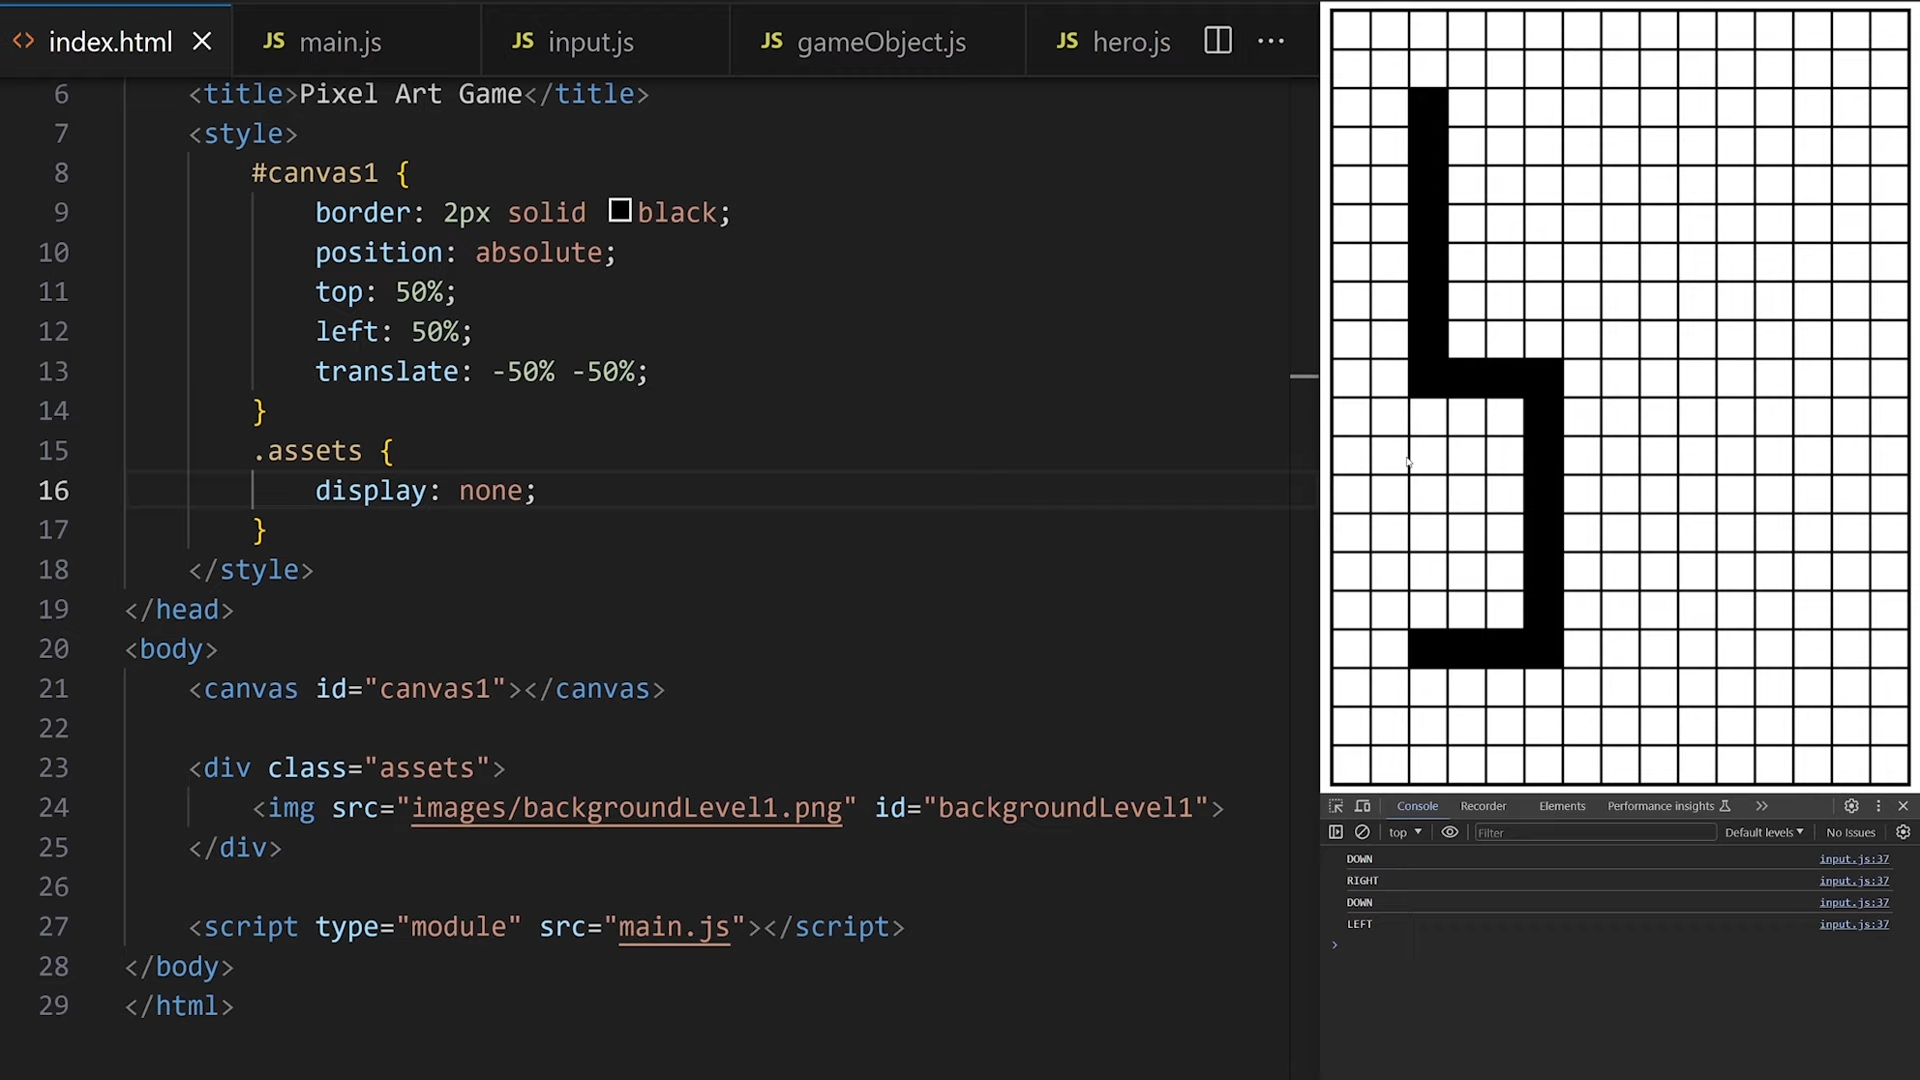 index.html
JS main.js
JS input.js
JS gameObject.js
JS hero.js
6 <title>Pixel Art Game</title>
7 <style>
8 #canvas1 {
9 border: 2px solid black;
10 position: absolute;
11 top: 50%;
12 left: 50%;
13 translate: -50% -50%;
14 }
15 .assets {
16 display: none;
17 }
18 </style>
19 </head>
20 <body>
21 <canvas id="canvas1"></canvas>
22
23 <div class="assets">
24 <img src="images/backgroundLevel1.png" id="backgroundLevel1">
25 </div>
26
27 <script type="module" src="main.js"></script>
28 </body>
29 </html>
Console Recorder Elements Performance insights
top Filter Default levels No Issues
DOWN input.js:37
RIGHT input.js:37
DOWN input.js:37
LEFT input.js:37